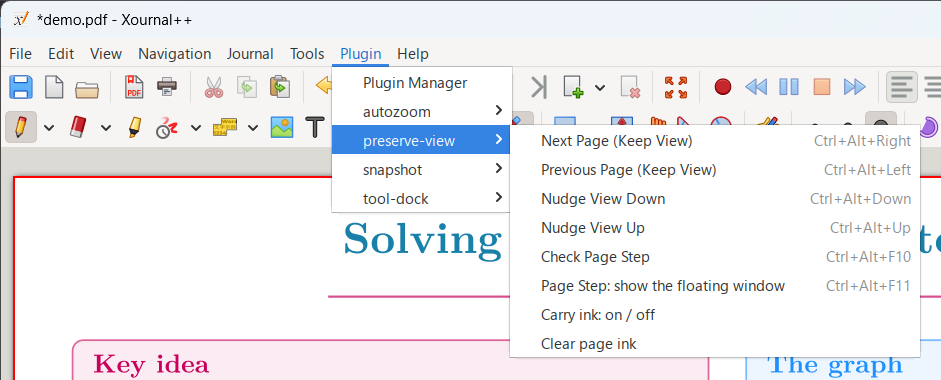 *demo.pdf - Xournal++
File Edit View Navigation Journal Tools Plugin Help
Plugin Manager
autozoom
preserve-view
snapshot
tool-dock
Next Page (Keep View) Ctrl+Alt+Right
Previous Page (Keep View) Ctrl+Alt+Left
Nudge View Down Ctrl+Alt+Down
Nudge View Up Ctrl+Alt+Up
Check Page Step Ctrl+Alt+F10
Page Step: show the floating window Ctrl+Alt+F11
Carry ink: on / off
Clear page ink
Solving
Key idea
The graph